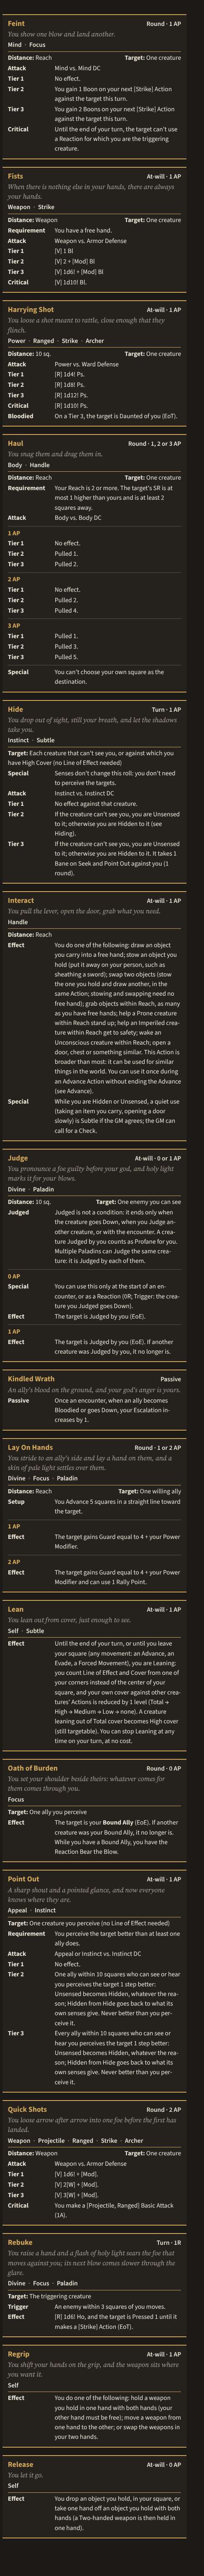 Feint Round · 1 AP
You show one blow and land another.
Mind · Focus
Distance: Reach Target: One creature
Attack Mind vs. Mind DC
Tier 1 No effect.
Tier 2 You gain 1 Boon on your next [Strike] Action
against the target this turn.
Tier 3 You gain 2 Boons on your next [Strike] Action
against the target this turn.
Critical Until the end of your turn, the target can't use
a Reaction for which you are the triggering
creature.
Fists At-will · 1 AP
When there is nothing else in your hands, there are always
your hands.
Weapon · Strike
Distance: Weapon Target: One creature
Requirement You have a free hand.
Attack Weapon vs. Armor Defense
Tier 1 [V] 1 Bl
Tier 2 [V] 2 + [Mod] Bl
Tier 3 [V] 1d6! + [Mod] Bl
Critical [V] 1d10! Bl.
Harrying Shot At-will · 1 AP
You loose a shot meant to rattle, close enough that they
flinch.
Power · Ranged · Strike · Archer
Distance: 10 sq. Target: One creature
Attack Power vs. Ward Defense
Tier 1 [R] 1d4! Ps.
Tier 2 [R] 1d8! Ps.
Tier 3 [R] 1d12! Ps.
Critical [R] 1d10! Ps.
Bloodied On a Tier 3, the target is Daunted of you (EoT).
Haul Round · 1, 2 or 3 AP
You snag them and drag them in.
Body · Handle
Distance: Reach Target: One creature
Requirement Your Reach is 2 or more. The target's SR is at
most 1 higher than yours and is at least 2
squares away.
Attack Body vs. Body DC
1 AP
Tier 1 No effect.
Tier 2 Pulled 1.
Tier 3 Pulled 2.
2 AP
Tier 1 No effect.
Tier 2 Pulled 2.
Tier 3 Pulled 4.
3 AP
Tier 1 Pulled 1.
Tier 2 Pulled 3.
Tier 3 Pulled 5.
Special You can't choose your own square as the
destination.
Hide Turn · 1 AP
You drop out of sight, still your breath, and let the shadows
take you.
Instinct · Subtle
Target: Each creature that can't see you, or against which you
have High Cover (no Line of Effect needed)
Special Senses don't change this roll: you don't need
to perceive the targets.
Attack Instinct vs. Instinct DC
Tier 1 No effect against that creature.
Tier 2 If the creature can't see you, you are Unsensed
to it; otherwise you are Hidden to it (see
Hiding).
Tier 3 If the creature can't see you, you are Unsensed
to it; otherwise you are Hidden to it. It takes 1
Bane on Seek and Point Out against you (1
round).
Interact At-will · 1 AP
You pull the lever, open the door, grab what you need.
Handle
Distance: Reach
Effect You do one of the following: draw an object
you carry into a free hand; stow an object you
hold (put it away on your person, such as
sheathing a sword); swap two objects (stow
the one you hold and draw another, in the
same Action; stowing and swapping need no
free hand); grab objects within Reach, as many
as you have free hands; help a Prone creature
within Reach stand up; help an Imperiled crea-
ture within Reach get to safety; wake an
Unconscious creature within Reach; open a
door, chest or something similar. This Action is
broader than most: it can be used for similar
things in the world. You can use it once during
an Advance Action without ending the Advance
(see Advance).
Special While you are Hidden or Unsensed, a quiet use
(taking an item you carry, opening a door
slowly) is Subtle if the GM agrees; the GM can
call for a Check.
Judge At-will · 0 or 1 AP
You pronounce a foe guilty before your god, and holy light
marks it for your blows.
Divine · Paladin
Distance: 10 sq. Target: One enemy you can see
Judged Judged is not a condition: it ends only when
the creature goes Down, when you Judge an-
other creature, or with the encounter. A crea-
ture Judged by you counts as Profane for you.
Multiple Paladins can Judge the same crea-
ture: it is Judged by each of them.
0 AP
Special You can use this only at the start of an en-
counter, or as a Reaction (0R; Trigger: the crea-
ture you Judged goes Down).
Effect The target is Judged by you (EoE).
1 AP
Effect The target is Judged by you (EoE). If another
creature was Judged by you, it no longer is.
Kindled Wrath Passive
An ally's blood on the ground, and your god's anger is yours.
Passive Once an encounter, when an ally becomes
Bloodied or goes Down, your Escalation in-
creases by 1.
Lay On Hands Round · 1 or 2 AP
You stride to an ally's side and lay a hand on them, and a
skin of pale light settles over them.
Divine · Focus · Paladin
Distance: Reach Target: One willing ally
Setup You Advance 5 squares in a straight line toward
the target.
1 AP
Effect The target gains Guard equal to 4 + your Power
Modifier.
2 AP
Effect The target gains Guard equal to 4 + your Power
Modifier and can use 1 Rally Point.
Lean At-will · 1 AP
You lean out from cover, just enough to see.
Self · Subtle
Effect Until the end of your turn, or until you leave
your square (any movement: an Advance, an
Evade, a Forced Movement), you are Leaning:
you count Line of Effect and Cover from one of
your corners instead of the center of your
square, and your own cover against other crea-
tures' Actions is reduced by 1 level (Total →
High → Medium → Low → none). A creature
leaning out of Total cover becomes High cover
(still targetable). You can stop Leaning at any
time on your turn, at no cost.
Oath of Burden Round · 0 AP
You set your shoulder beside theirs: whatever comes for
them comes through you.
Focus
Target: One ally you perceive
Effect The target is your Bound Ally (EoE). If another
creature was your Bound Ally, it no longer is.
While you have a Bound Ally, you have the
Reaction Bear the Blow.
Point Out At-will · 1 AP
A sharp shout and a pointed glance, and now everyone
knows where they are.
Appeal · Instinct
Target: One creature you perceive (no Line of Effect needed)
Requirement You perceive the target better than at least one
ally does.
Attack Appeal or Instinct vs. Instinct DC
Tier 1 No effect.
Tier 2 One ally within 10 squares who can see or hear
you perceives the target 1 step better:
Unsensed becomes Hidden, whatever the rea-
son; Hidden from Hide goes back to what its
own senses give. Never better than you per-
ceive it.
Tier 3 Every ally within 10 squares who can see or
hear you perceives the target 1 step better:
Unsensed becomes Hidden, whatever the rea-
son; Hidden from Hide goes back to what its
own senses give. Never better than you per-
ceive it.
Quick Shots Round · 2 AP
You loose arrow after arrow into one foe before the first has
landed.
Weapon · Projectile · Ranged · Strike · Archer
Distance: Weapon Target: One creature
Attack Weapon vs. Armor Defense
Tier 1 [V] 1d6! + [Mod].
Tier 2 [V] 2[W] + [Mod].
Tier 3 [V] 3[W] + [Mod].
Critical You make a [Projectile, Ranged] Basic Attack
(1A).
Rebuke Turn · 1R
You raise a hand and a flash of holy light wears the foe that
moves against you; its next blow comes slower through the
glare.
Divine · Focus · Paladin
Target: The triggering creature
Trigger An enemy within 3 squares of you moves.
Effect [R] 1d6! Ho, and the target is Pressed 1 until it
makes a [Strike] Action (EoT).
Regrip At-will · 1 AP
You shift your hands on the grip, and the weapon sits where
you want it.
Self
Effect You do one of the following: hold a weapon
you hold in one hand with both hands (your
other hand must be free); move a weapon from
one hand to the other; or swap the weapons in
your two hands.
Release At-will · 0 AP
You let it go.
Self
Effect You drop an object you hold, in your square, or
take one hand off an object you hold with both
hands (a Two-handed weapon is then held in
one hand).